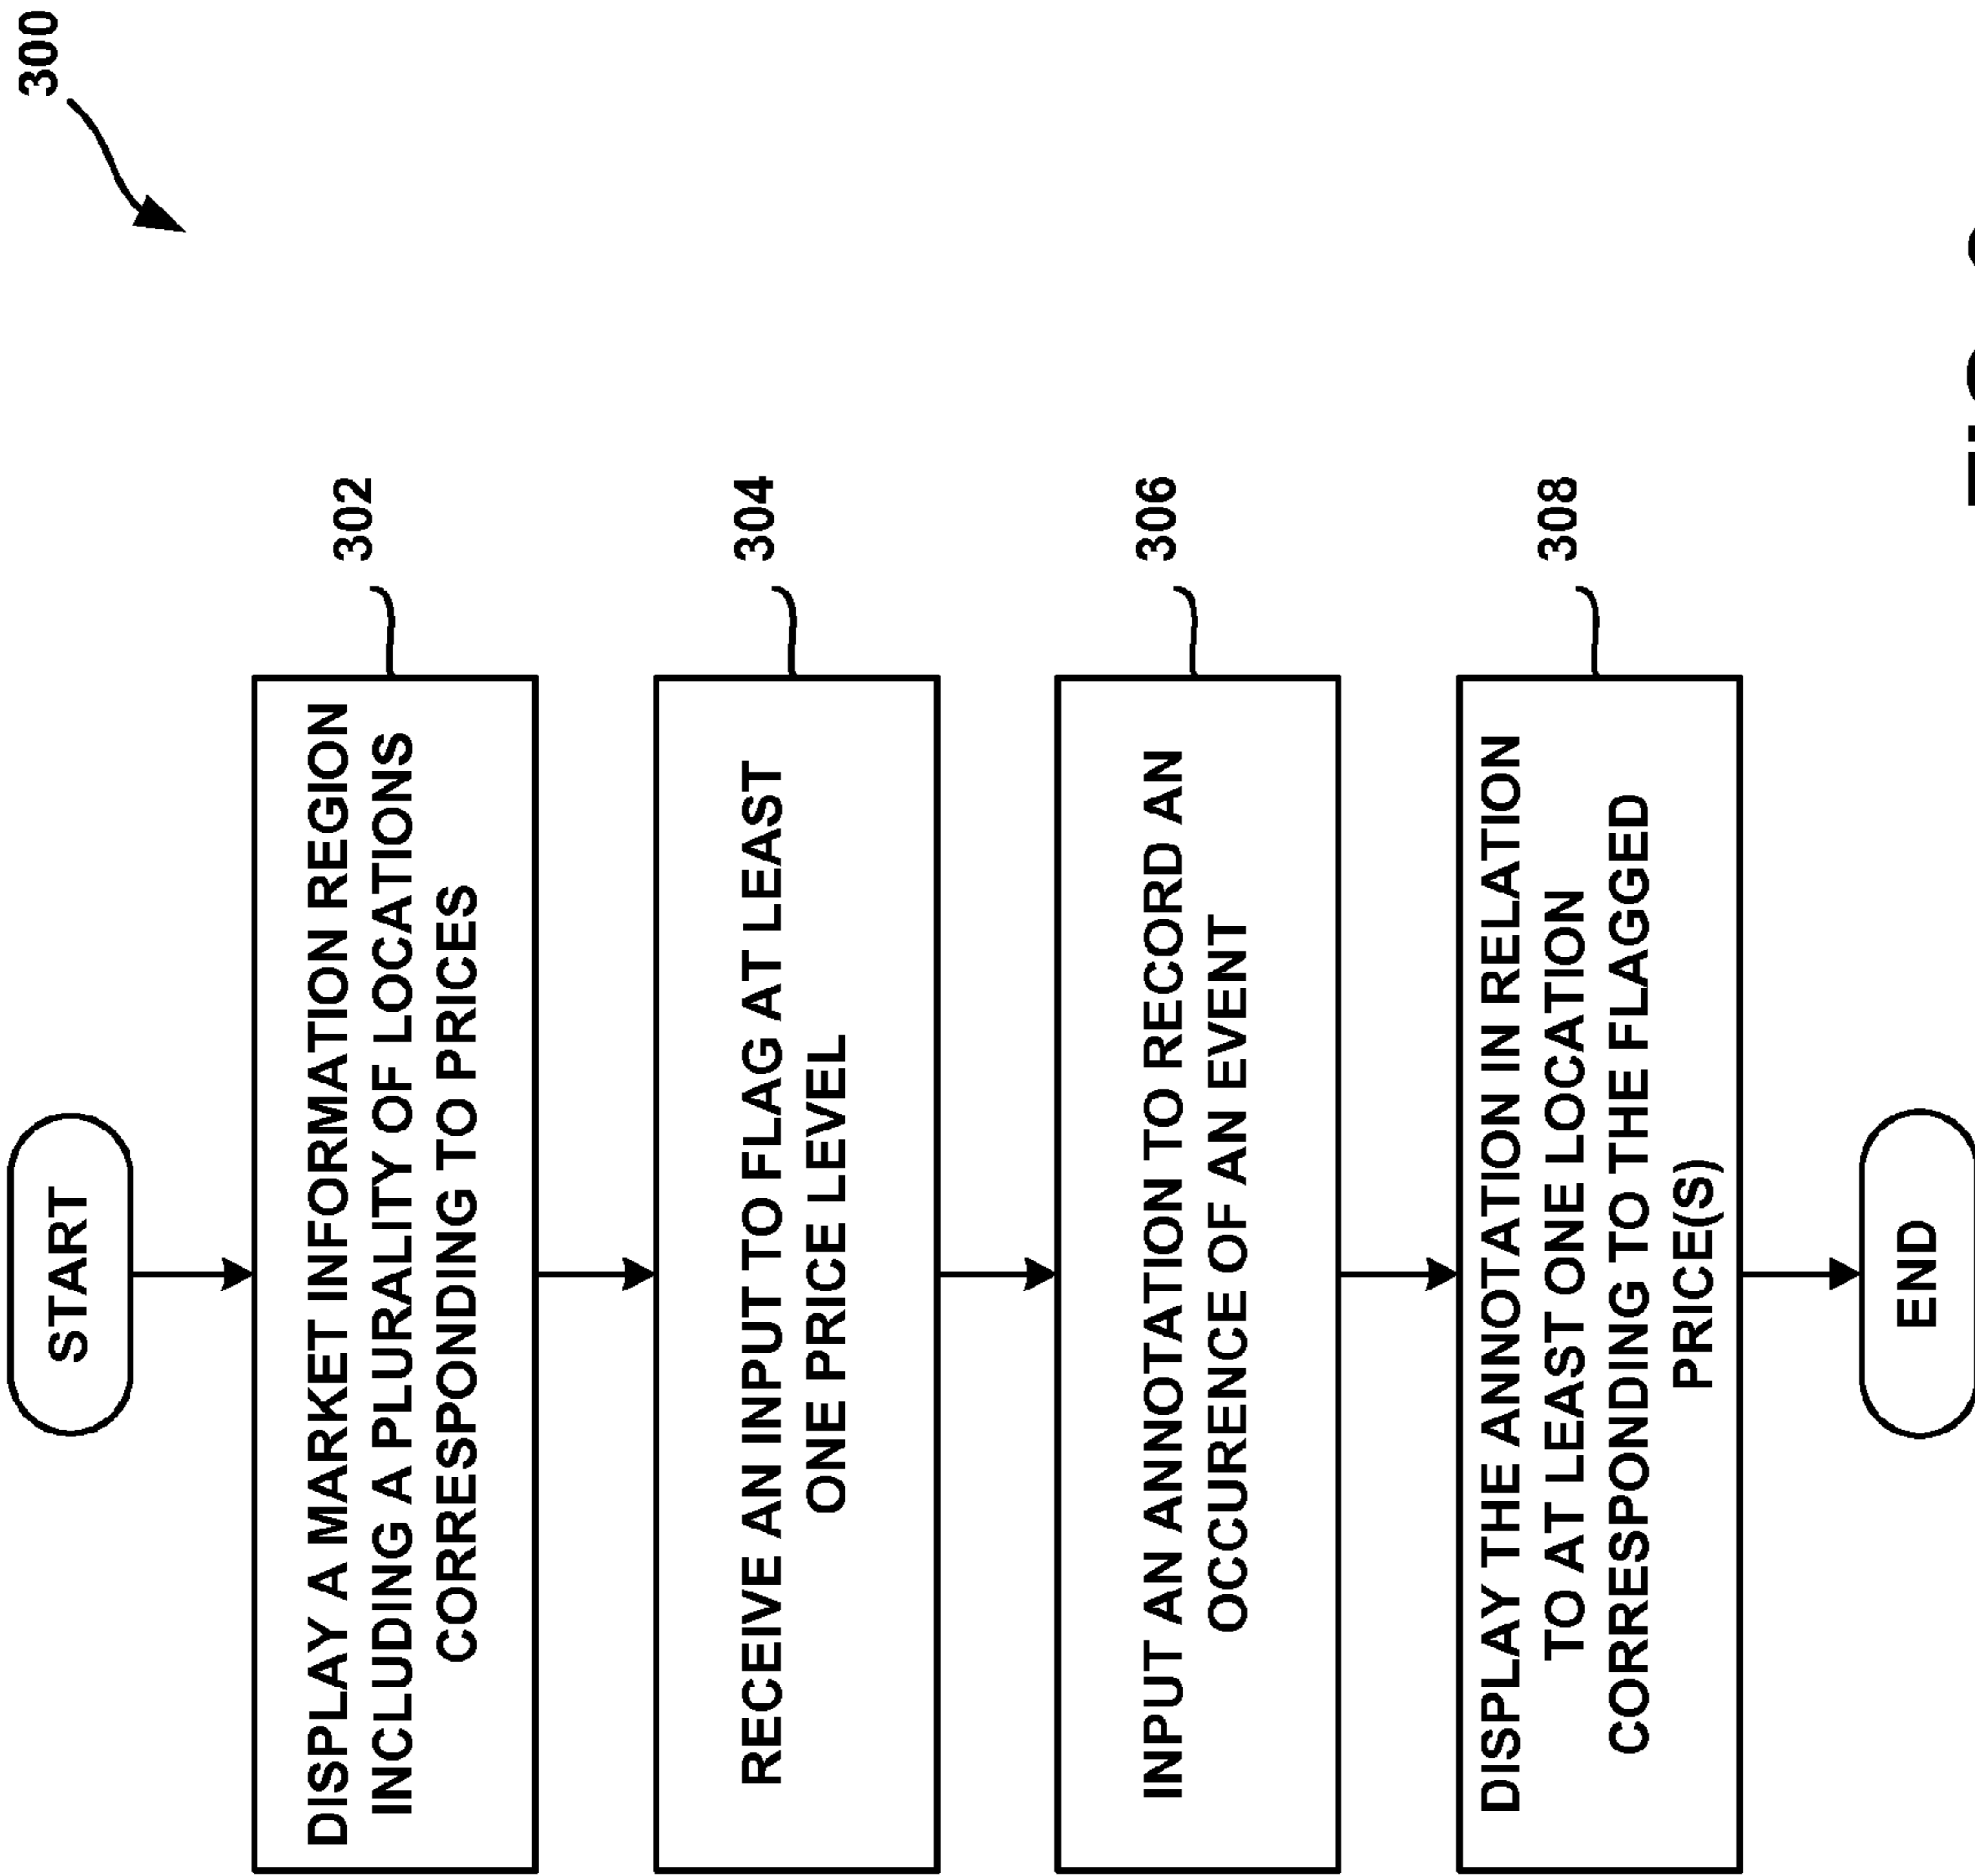 300
START
DISPLAY A MARKET INFORMATION REGION
INCLUDING A PLURALITY OF LOCATIONS
CORRESPONDING TO PRICES
302
RECEIVE AN INPUT TO FLAG AT LEAST
ONE PRICE LEVEL
304
INPUT AN ANNOTATION TO RECORD AN
OCCURENCE OF AN EVENT
306
DISPLAY THE ANNOTATION IN RELATION
TO AT LEAST ONE LOCATION
CORRESPONDING TO THE FLAGGED
PRICE(S)
308
END